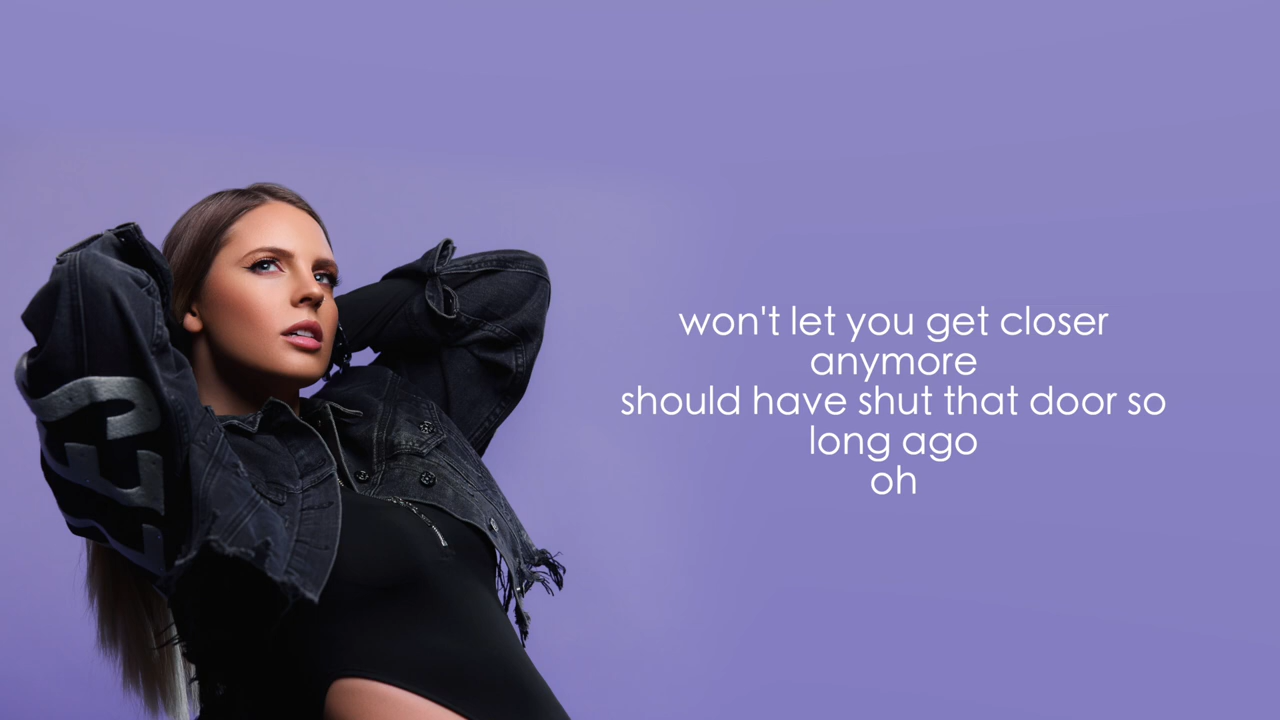 won't let you get closer
anymore
should have shut that door so
long ago
oh